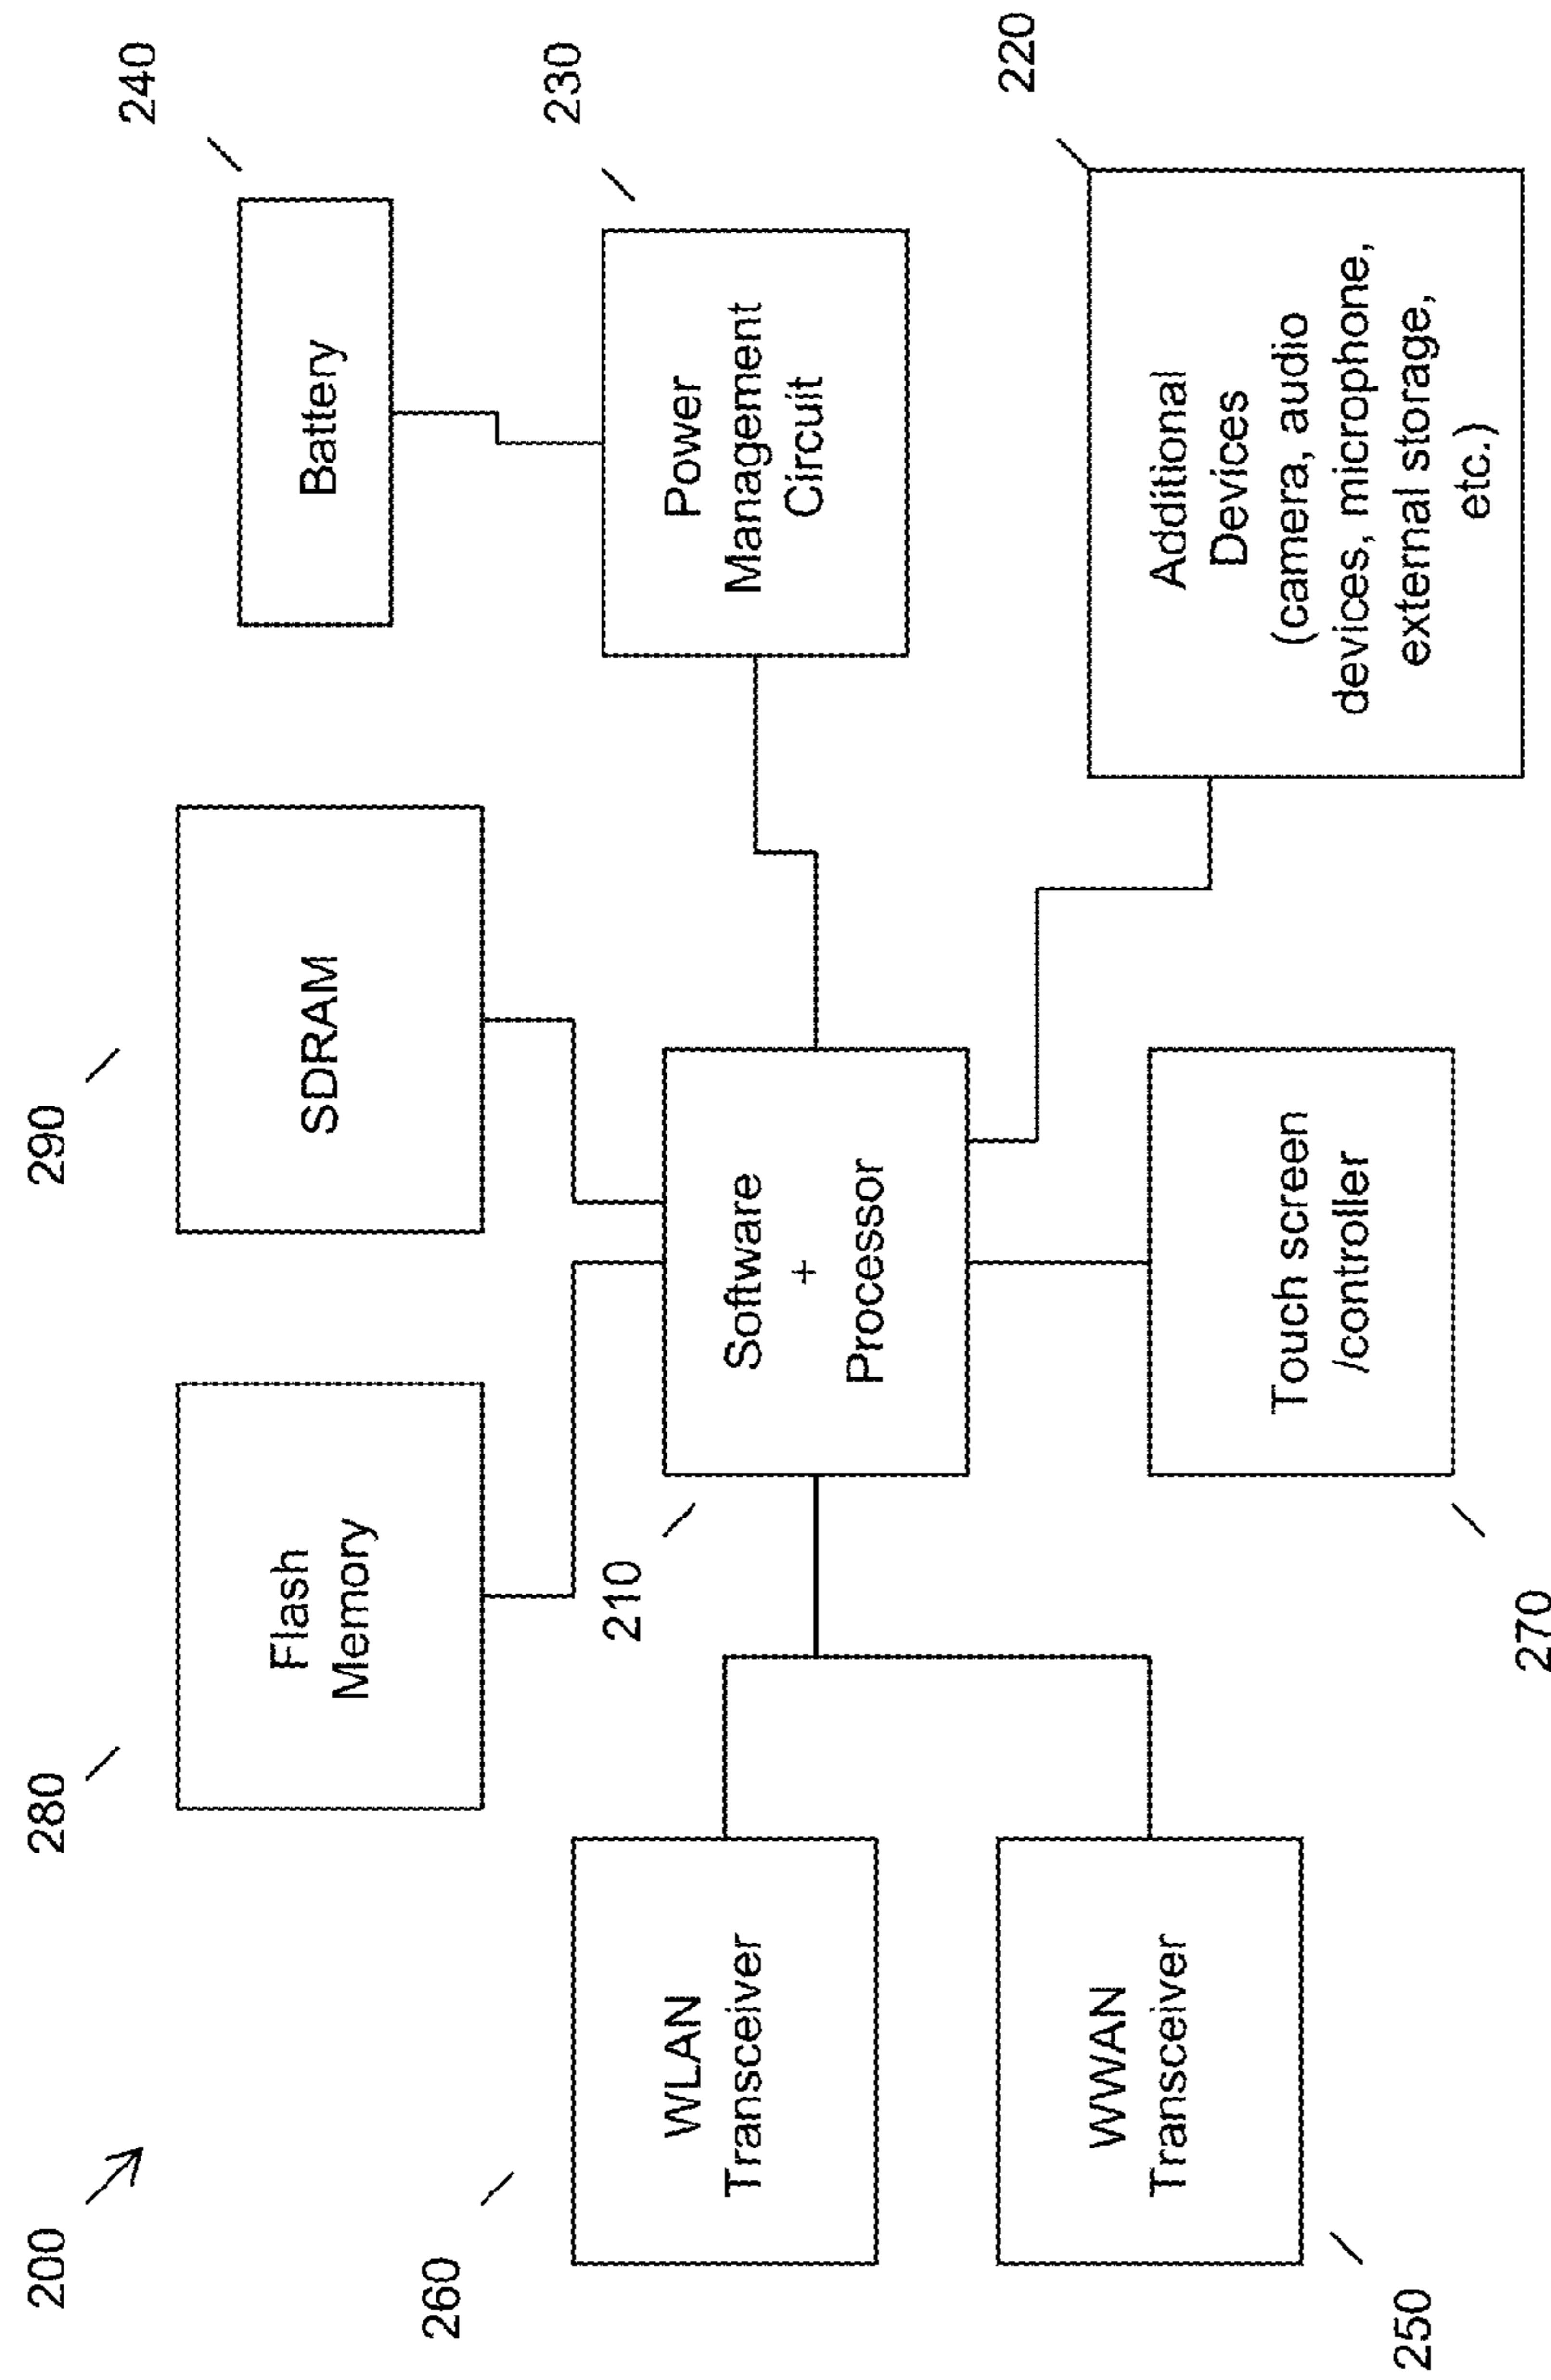 200
280
290
240
Flash
Memory
SDRAM
Battery
260
210
230
WLAN
Transceiver
Software
+
Processor
Power
Management
Circuit
220
WWAN
Transceiver
Touch screen
/controller
Additional
Devices
(camera, audio
devices, microphone,
external storage,
etc.)
250
270